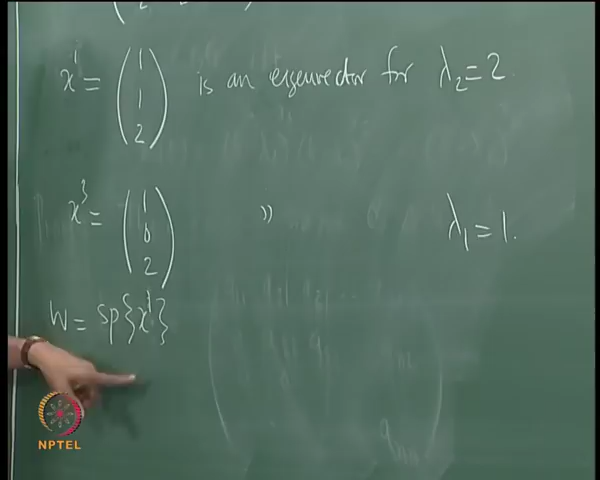 x¹ = (1 1 2) is an eigenvector for λ₂ = 2.
x³ = (1 0 2) " λ₁ = 1.
W = sp{x¹}
NPTEL